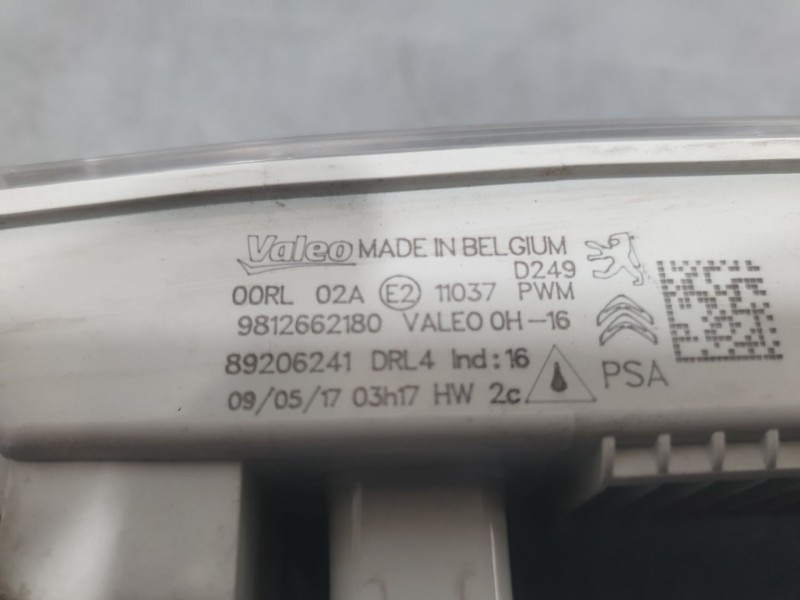 Valeo MADE IN BELGIUM
D249
00RL 02A E2 11037 PWM
9812662180 VALEO 0H-16
89206241 DRL4 Ind:16
PSA
09/05/17 03h17 HW 2c